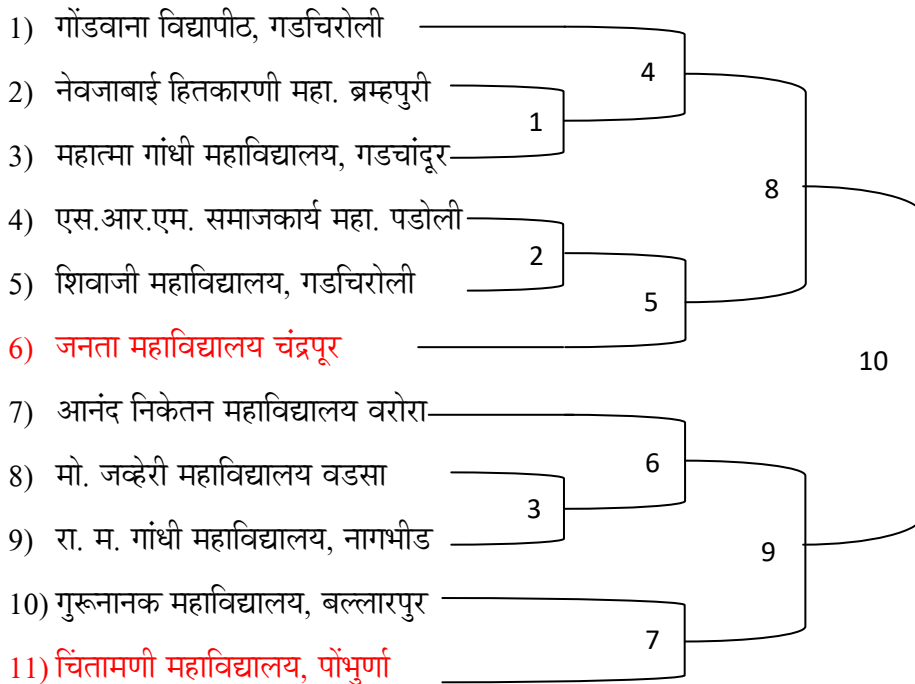 1) गोंडवाना विद्यापीठ, गडचिरोली
4
2) नेवजाबाई हितकारणी महा. ब्रम्हपुरी
1
3) महात्मा गांधी महाविद्यालय, गडचांदूर
8
4) एस.आर.एम. समाजकार्य महा. पडोली
2
5) शिवाजी महाविद्यालय, गडचिरोली
5
6) जनता महाविद्यालय चंद्रपूर
10
7) आनंद निकेतन महाविद्यालय वरोरा
6
8) मो. जव्हेरी महाविद्यालय वडसा
3
9) रा. म. गांधी महाविद्यालय, नागभीड
9
10) गुरूनानक महाविद्यालय, बल्लारपुर
7
11) चिंतामणी महाविद्यालय, पोंभुर्णा